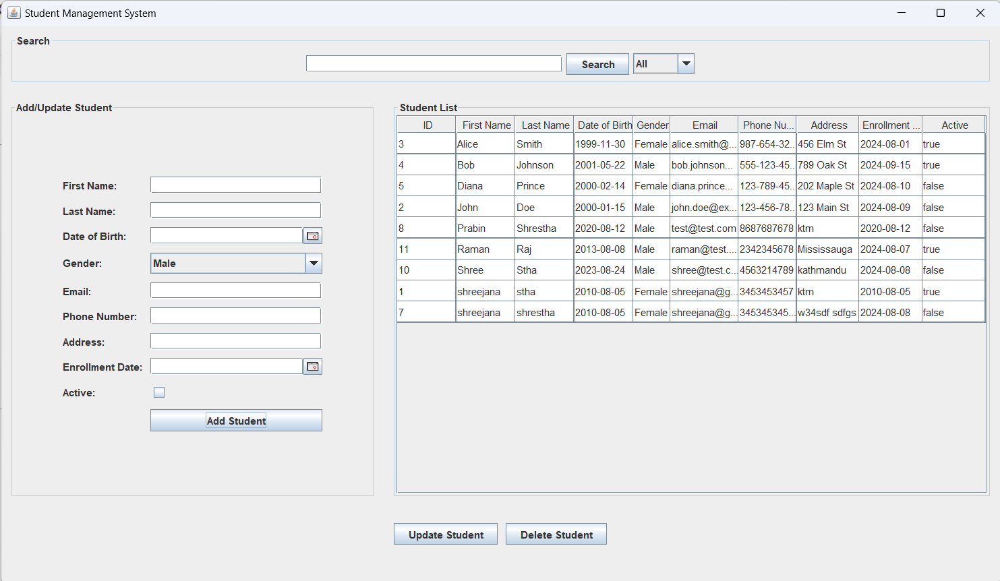 Student Management System
Search
Search All
Add/Update Student
First Name:
Last Name:
Date of Birth:
Gender: Male
Email:
Phone Number:
Address:
Enrollment Date:
Active:
Add Student
Student List
ID First Name Last Name Date of Birth Gender Email Phone Nu... Address Enrollment ... Active
3 Alice Smith 1999-11-30 Female alice.smith@... 987-654-32... 456 Elm St 2024-08-01 true
4 Bob Johnson 2001-05-22 Male bob.johnson... 555-123-45... 789 Oak St 2024-09-15 true
5 Diana Prince 2000-02-14 Female diana.prince... 123-789-45... 202 Maple St 2024-08-10 false
2 John Doe 2000-01-15 Male john.doe@ex... 123-456-78... 123 Main St 2024-08-09 false
8 Prabin Shrestha 2020-08-12 Male test@test.com 8687687678 ktm 2020-08-12 false
11 Raman Raj 2013-08-08 Male raman@test.... 2342345678 Mississauga 2024-08-07 true
10 Shree Stha 2023-08-24 Male shree@test.c... 4563214789 kathmandu 2024-08-08 false
1 shreejana stha 2010-08-05 Female shreejana@g... 3453453457 ktm 2010-08-05 true
7 shreejana shrestha 2010-08-05 Female shreejana@g... 345345345... w34sdf sdfgs 2024-08-08 false
Update Student Delete Student